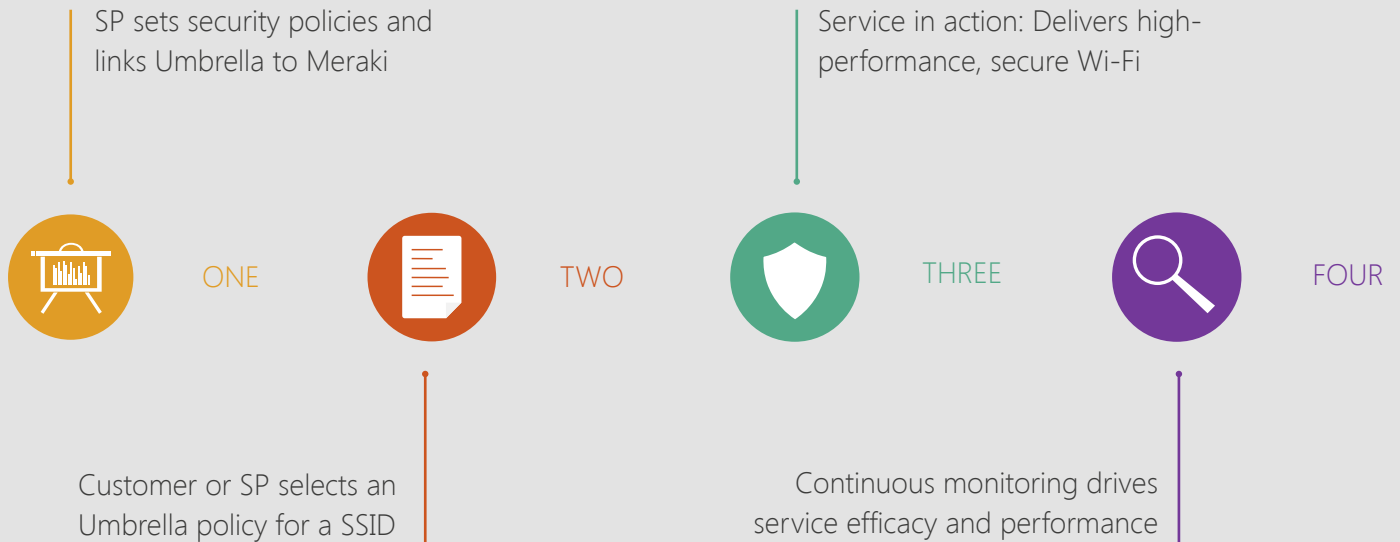 SP sets security policies and
links Umbrella to Meraki
Service in action: Delivers high-
performance, secure Wi-Fi
ONE
TWO
THREE
FOUR
Customer or SP selects an
Umbrella policy for a SSID
Continuous monitoring drives
service efficacy and performance